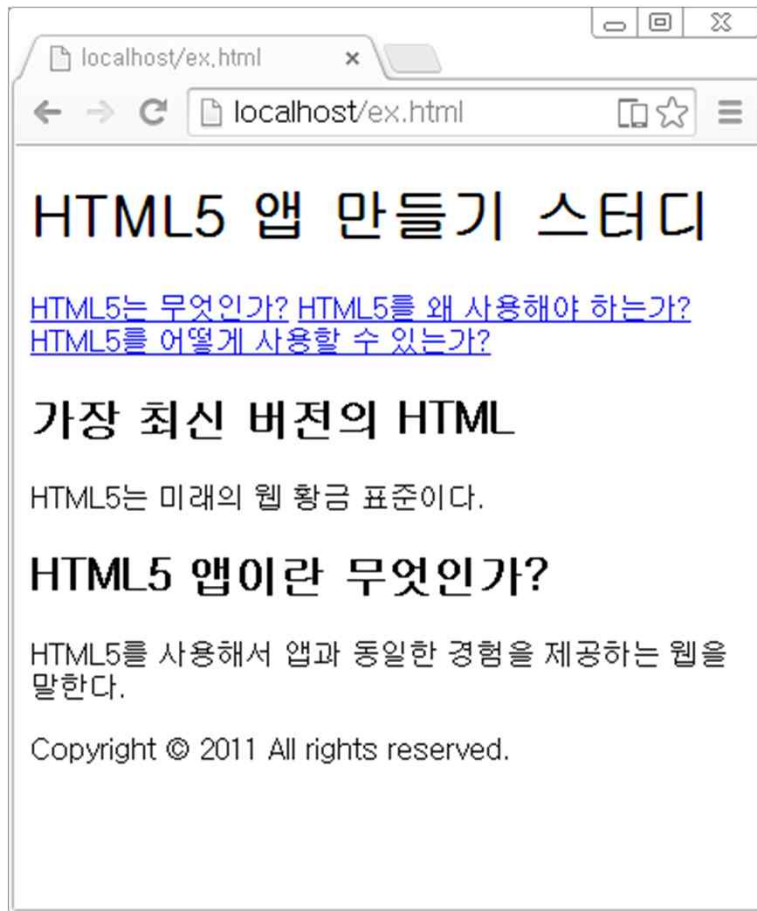 localhost/ex.html
localhost/ex.html
HTML5 앱 만들기 스터디
HTML5는 무엇인가? HTML5를 왜 사용해야 하는가?
HTML5를 어떻게 사용할 수 있는가?
가장 최신 버전의 HTML
HTML5는 미래의 웹 황금 표준이다.
HTML5 앱이란 무엇인가?
HTML5를 사용해서 앱과 동일한 경험을 제공하는 웹을
말한다.
Copyright © 2011 All rights reserved.